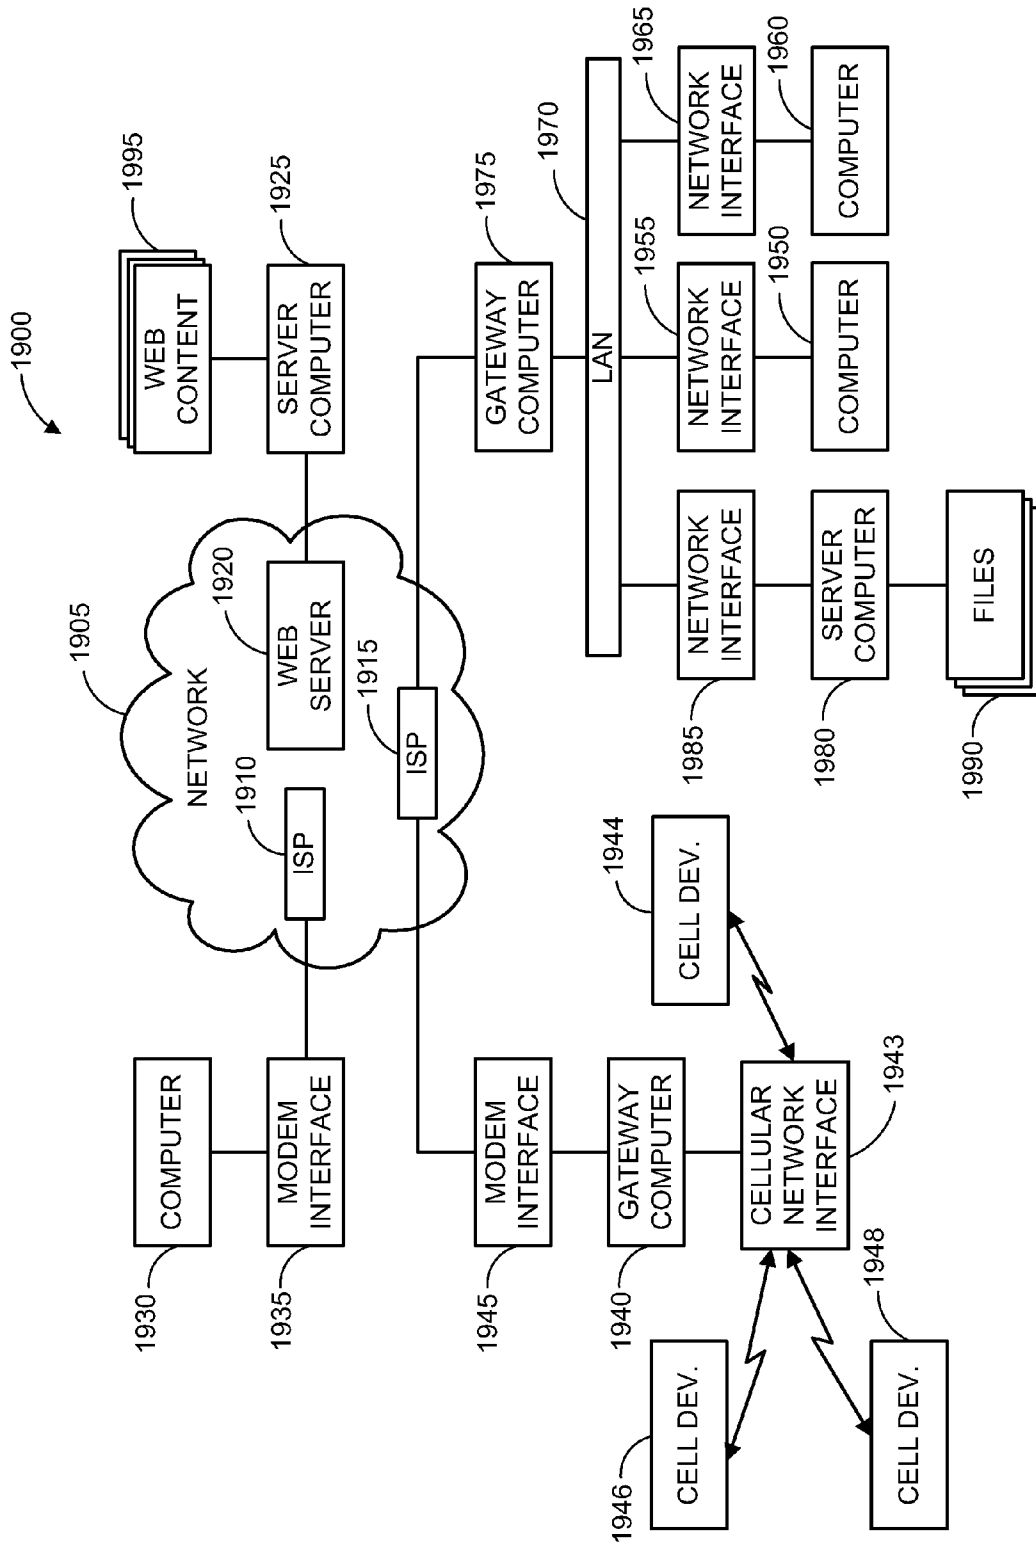 1900
1905
NETWORK
1930
COMPUTER
1935
MODEM
INTERFACE
1910
ISP
1920
WEB
SERVER
1995
WEB
CONTENT
1925
SERVER
COMPUTER
1915
ISP
1945
MODEM
INTERFACE
1940
GATEWAY
COMPUTER
1943
CELLULAR
NETWORK
INTERFACE
1944
CELL DEV.
1946
CELL DEV.
1948
CELL DEV.
1975
GATEWAY
COMPUTER
1970
LAN
1985
NETWORK
INTERFACE
1955
NETWORK
INTERFACE
1965
NETWORK
INTERFACE
1980
SERVER
COMPUTER
1950
COMPUTER
1960
COMPUTER
1990
FILES